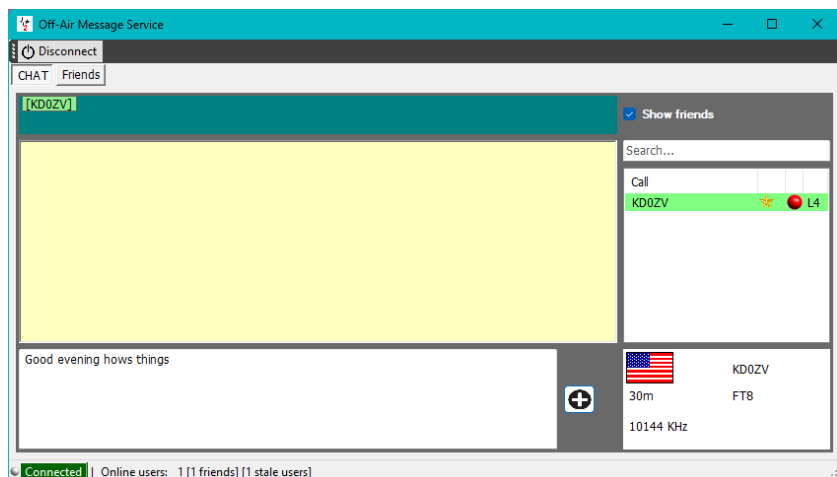 Off-Air Message Service
Disconnect
CHAT Friends
[KD0ZV]
Show friends
Search...
Call
KD0ZV L4
Good evening hows things
KD0ZV
30m FT8
10144 KHz
Connected | Online users: 1 [1 friends] [1 stale users]